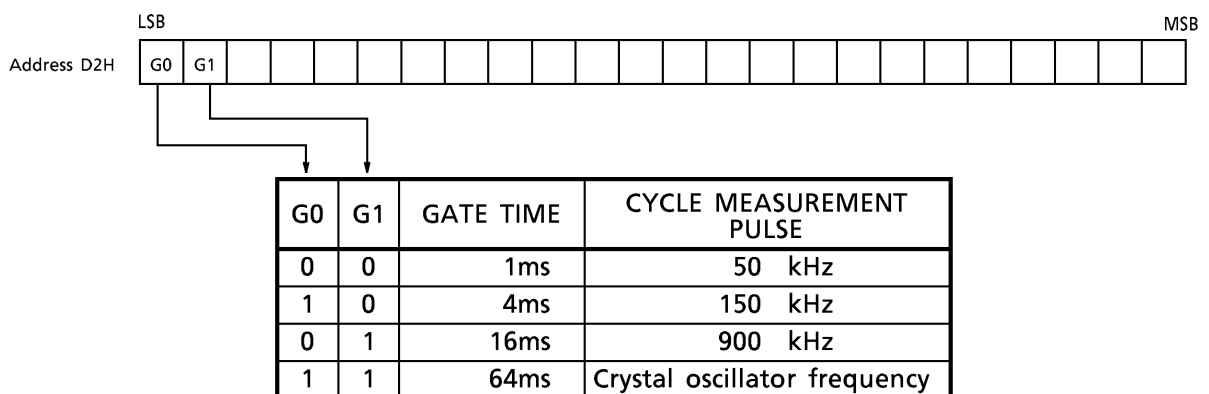 LSB MSB
Address D2H G0 G1
G0 G1 GATE TIME CYCLE MEASUREMENT PULSE
0 0 1ms 50 kHz
1 0 4ms 150 kHz
0 1 16ms 900 kHz
1 1 64ms Crystal oscillator frequency